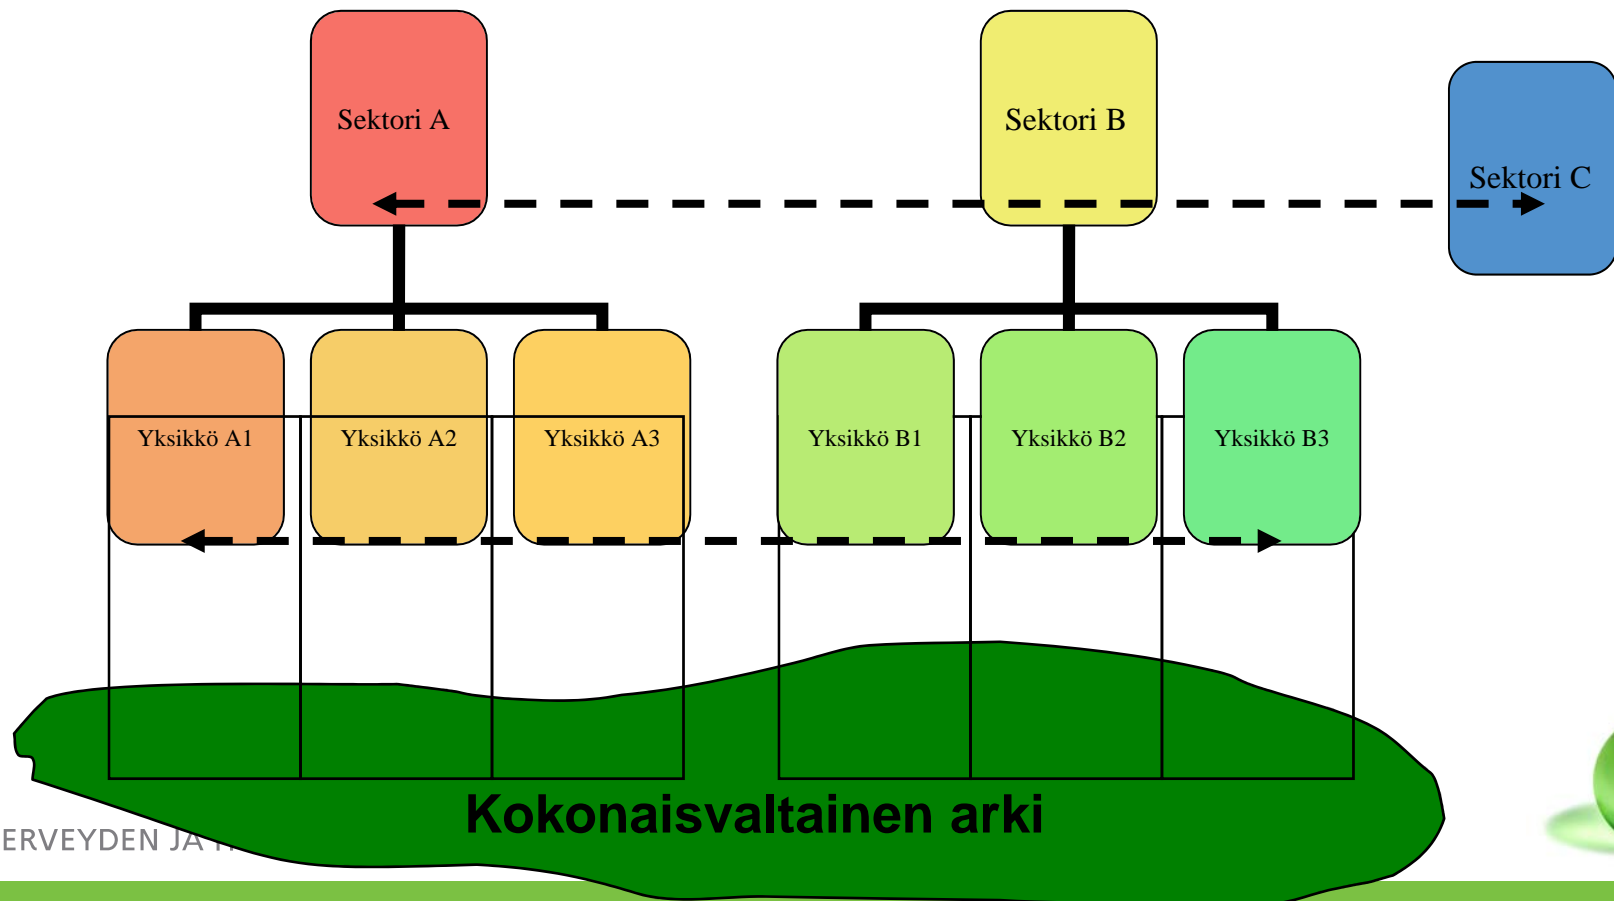 Sektori A
Sektori B
Sektori C
Yksikkö A1
Yksikkö A2
Yksikkö A3
Yksikkö B1
Yksikkö B2
Yksikkö B3
Kokonaisvaltainen arki
ERVEYDEN JA